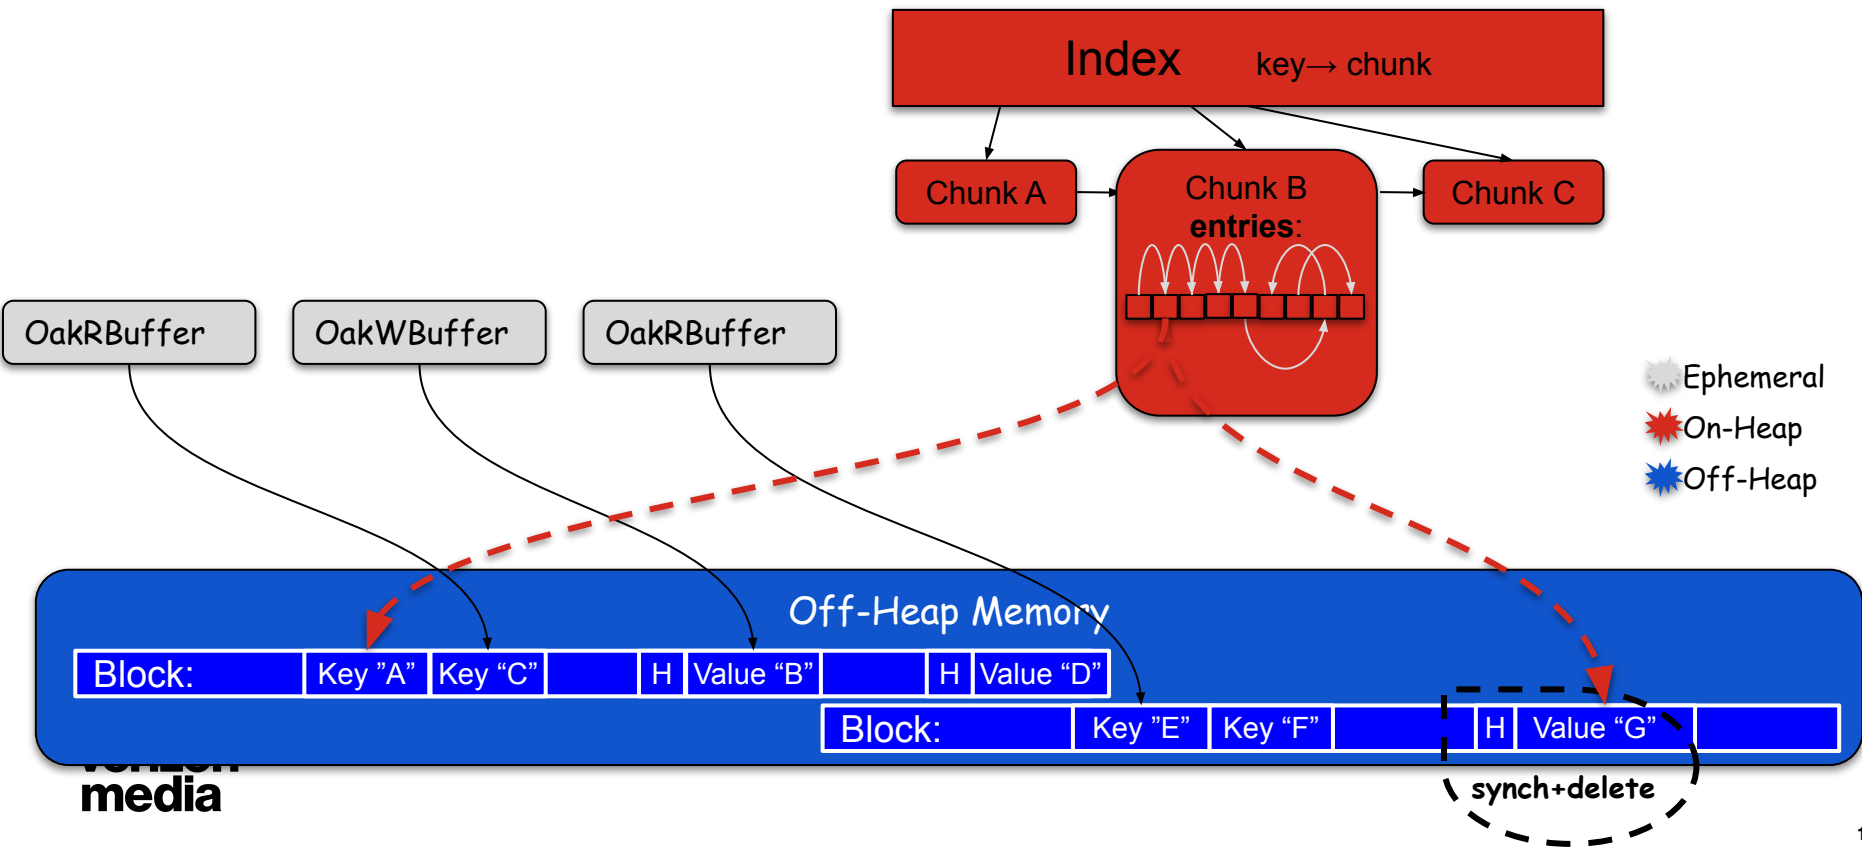 Index key→ chunk
Chunk A
Chunk B
entries:
Chunk C
OakRBuffer
OakWBuffer
OakRBuffer
Ephemeral
On-Heap
Off-Heap
Off-Heap Memory
Block: Key ”A” Key “C” H Value “B” H Value “D”
Block: Key ”E” Key “F” H Value “G”
synch+delete
media